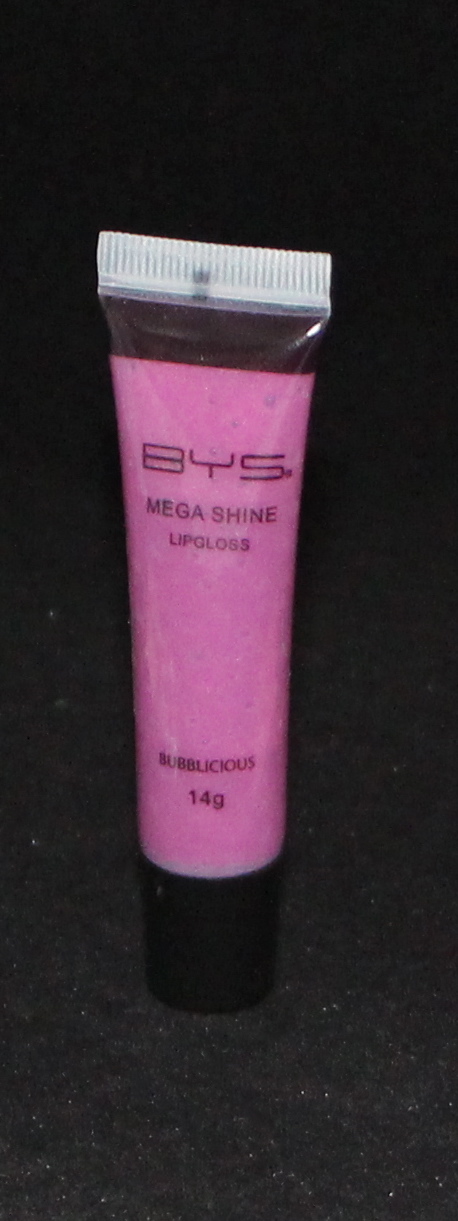 BYS
MEGA SHINE
LIPGLOSS
BUBBLICIOUS
14g